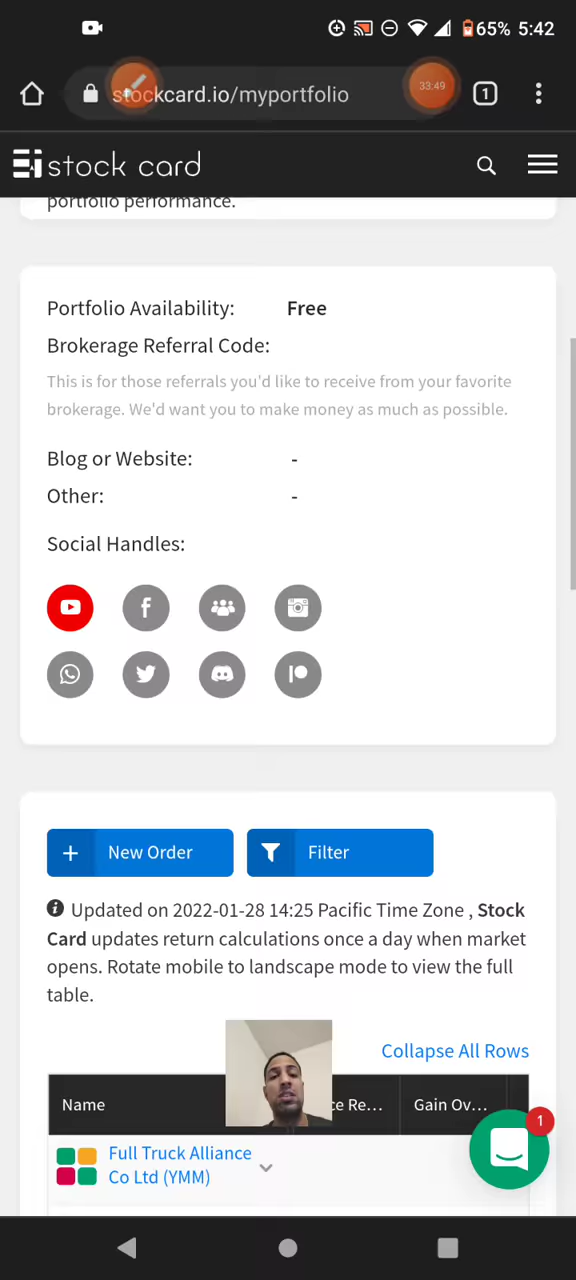 65% 5:42
stockcard.io/myportfolio
33:49
1
stock card
portfolio performance.
Portfolio Availability: Free
Brokerage Referral Code:
This is for those referrals you'd like to receive from your favorite
brokerage. We'd want you to make money as much as possible.
Blog or Website: -
Other: -
Social Handles:
+ New Order
Filter
Updated on 2022-01-28 14:25 Pacific Time Zone , Stock
Card updates return calculations once a day when market
opens. Rotate mobile to landscape mode to view the full
table.
Collapse All Rows
Name
ce Re...
Gain Ov...
1
Full Truck Alliance
Co Ltd (YMM)